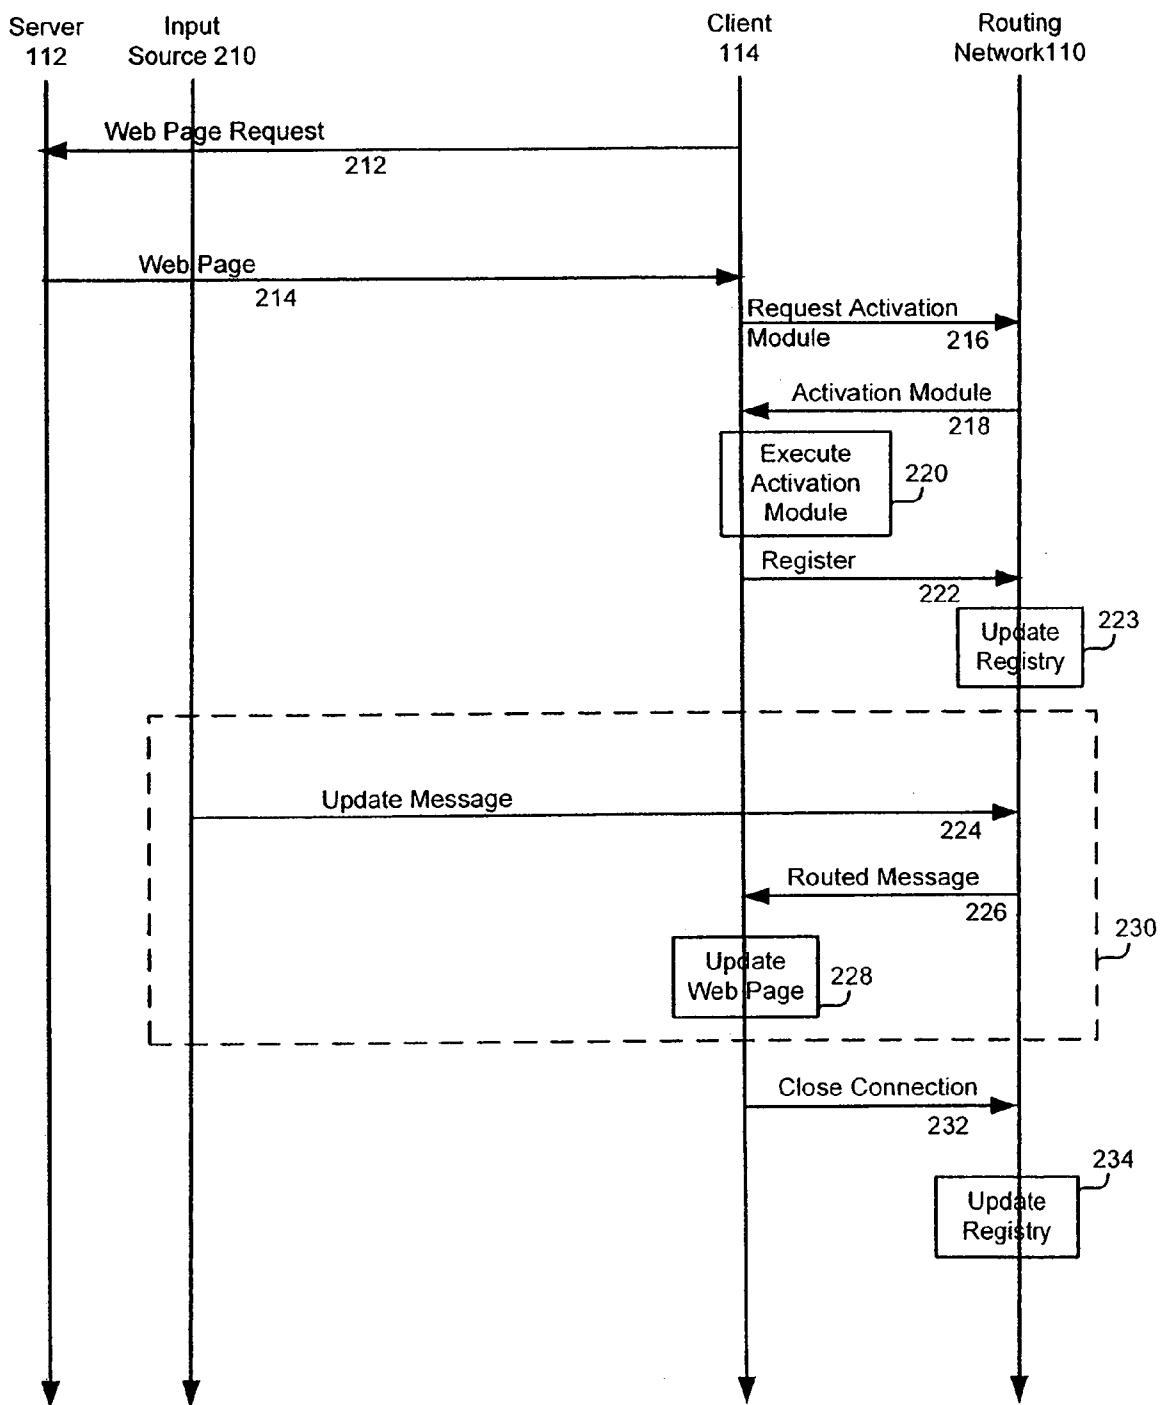 Server
112
Input
Source 210
Client
114
Routing
Network110
Web Page Request
212
Web Page
214
Request Activation
Module
216
Activation Module
218
Execute
Activation
Module
220
Register
222
Update
Registry
223
Update Message
224
Routed Message
226
Update
Web Page
228
230
Close Connection
232
Update
Registry
234